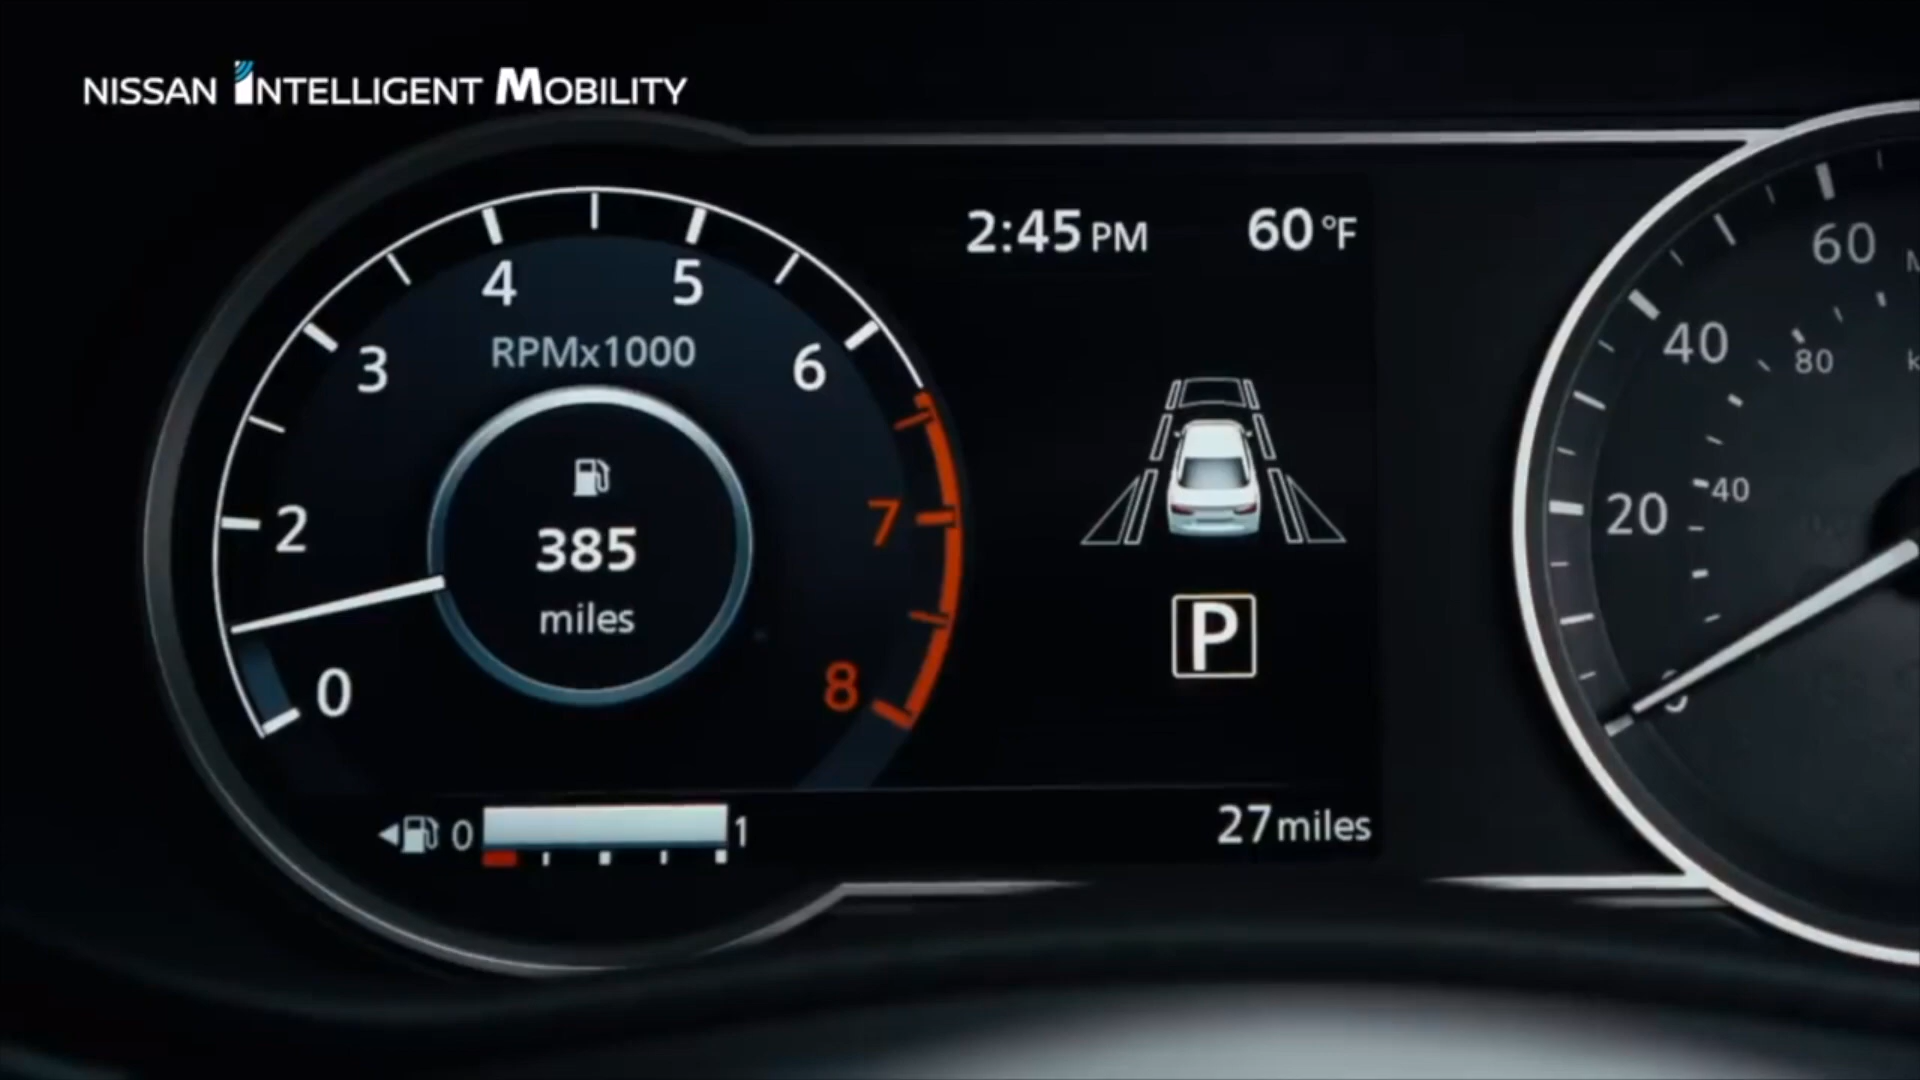 NISSAN INTELLIGENT MOBILITY
2:45 PM 60 °F
4 5
RPMx1000
3 6
2 7
0 8
385
miles
0 1
27 miles
P
60
40
80
20
40
0